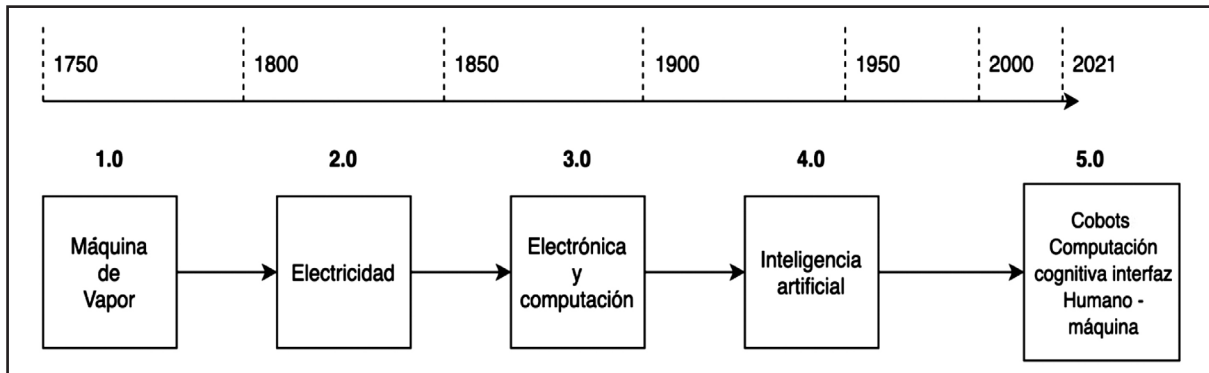 1750 1800 1850 1900 1950 2000 2021
1.0 2.0 3.0 4.0 5.0
Máquina
de
Vapor
Electricidad
Electrónica
y
computación
Inteligencia
artificial
Cobots
Computación
cognitiva interfaz
Humano -
máquina